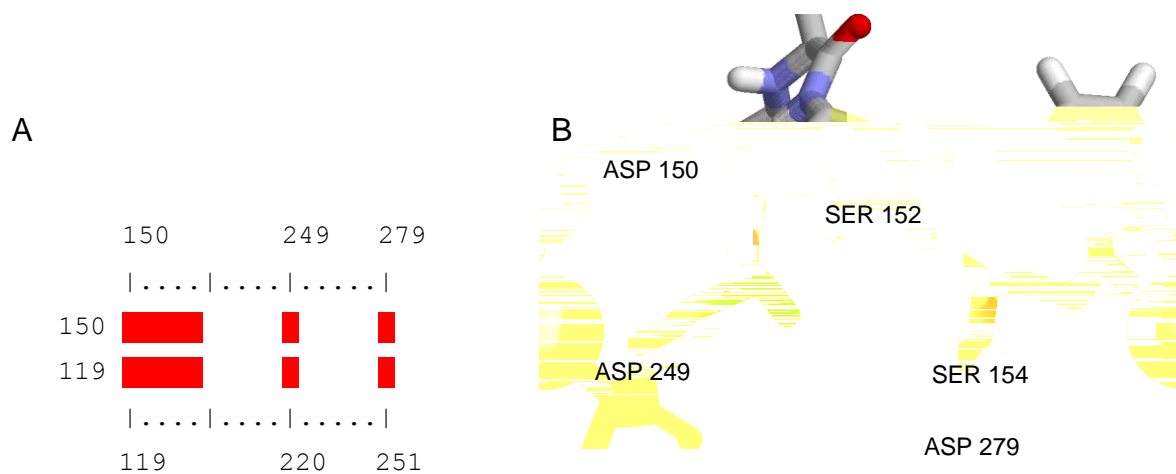 A
150 249 279
|....|....|.....|
150
119
|....|....|.....|
119 220 251
B
ASP 150
SER 152
ASP 249
SER 154
ASP 279